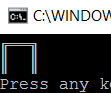 C:\WINDOW
╔╗
║║
Press any k